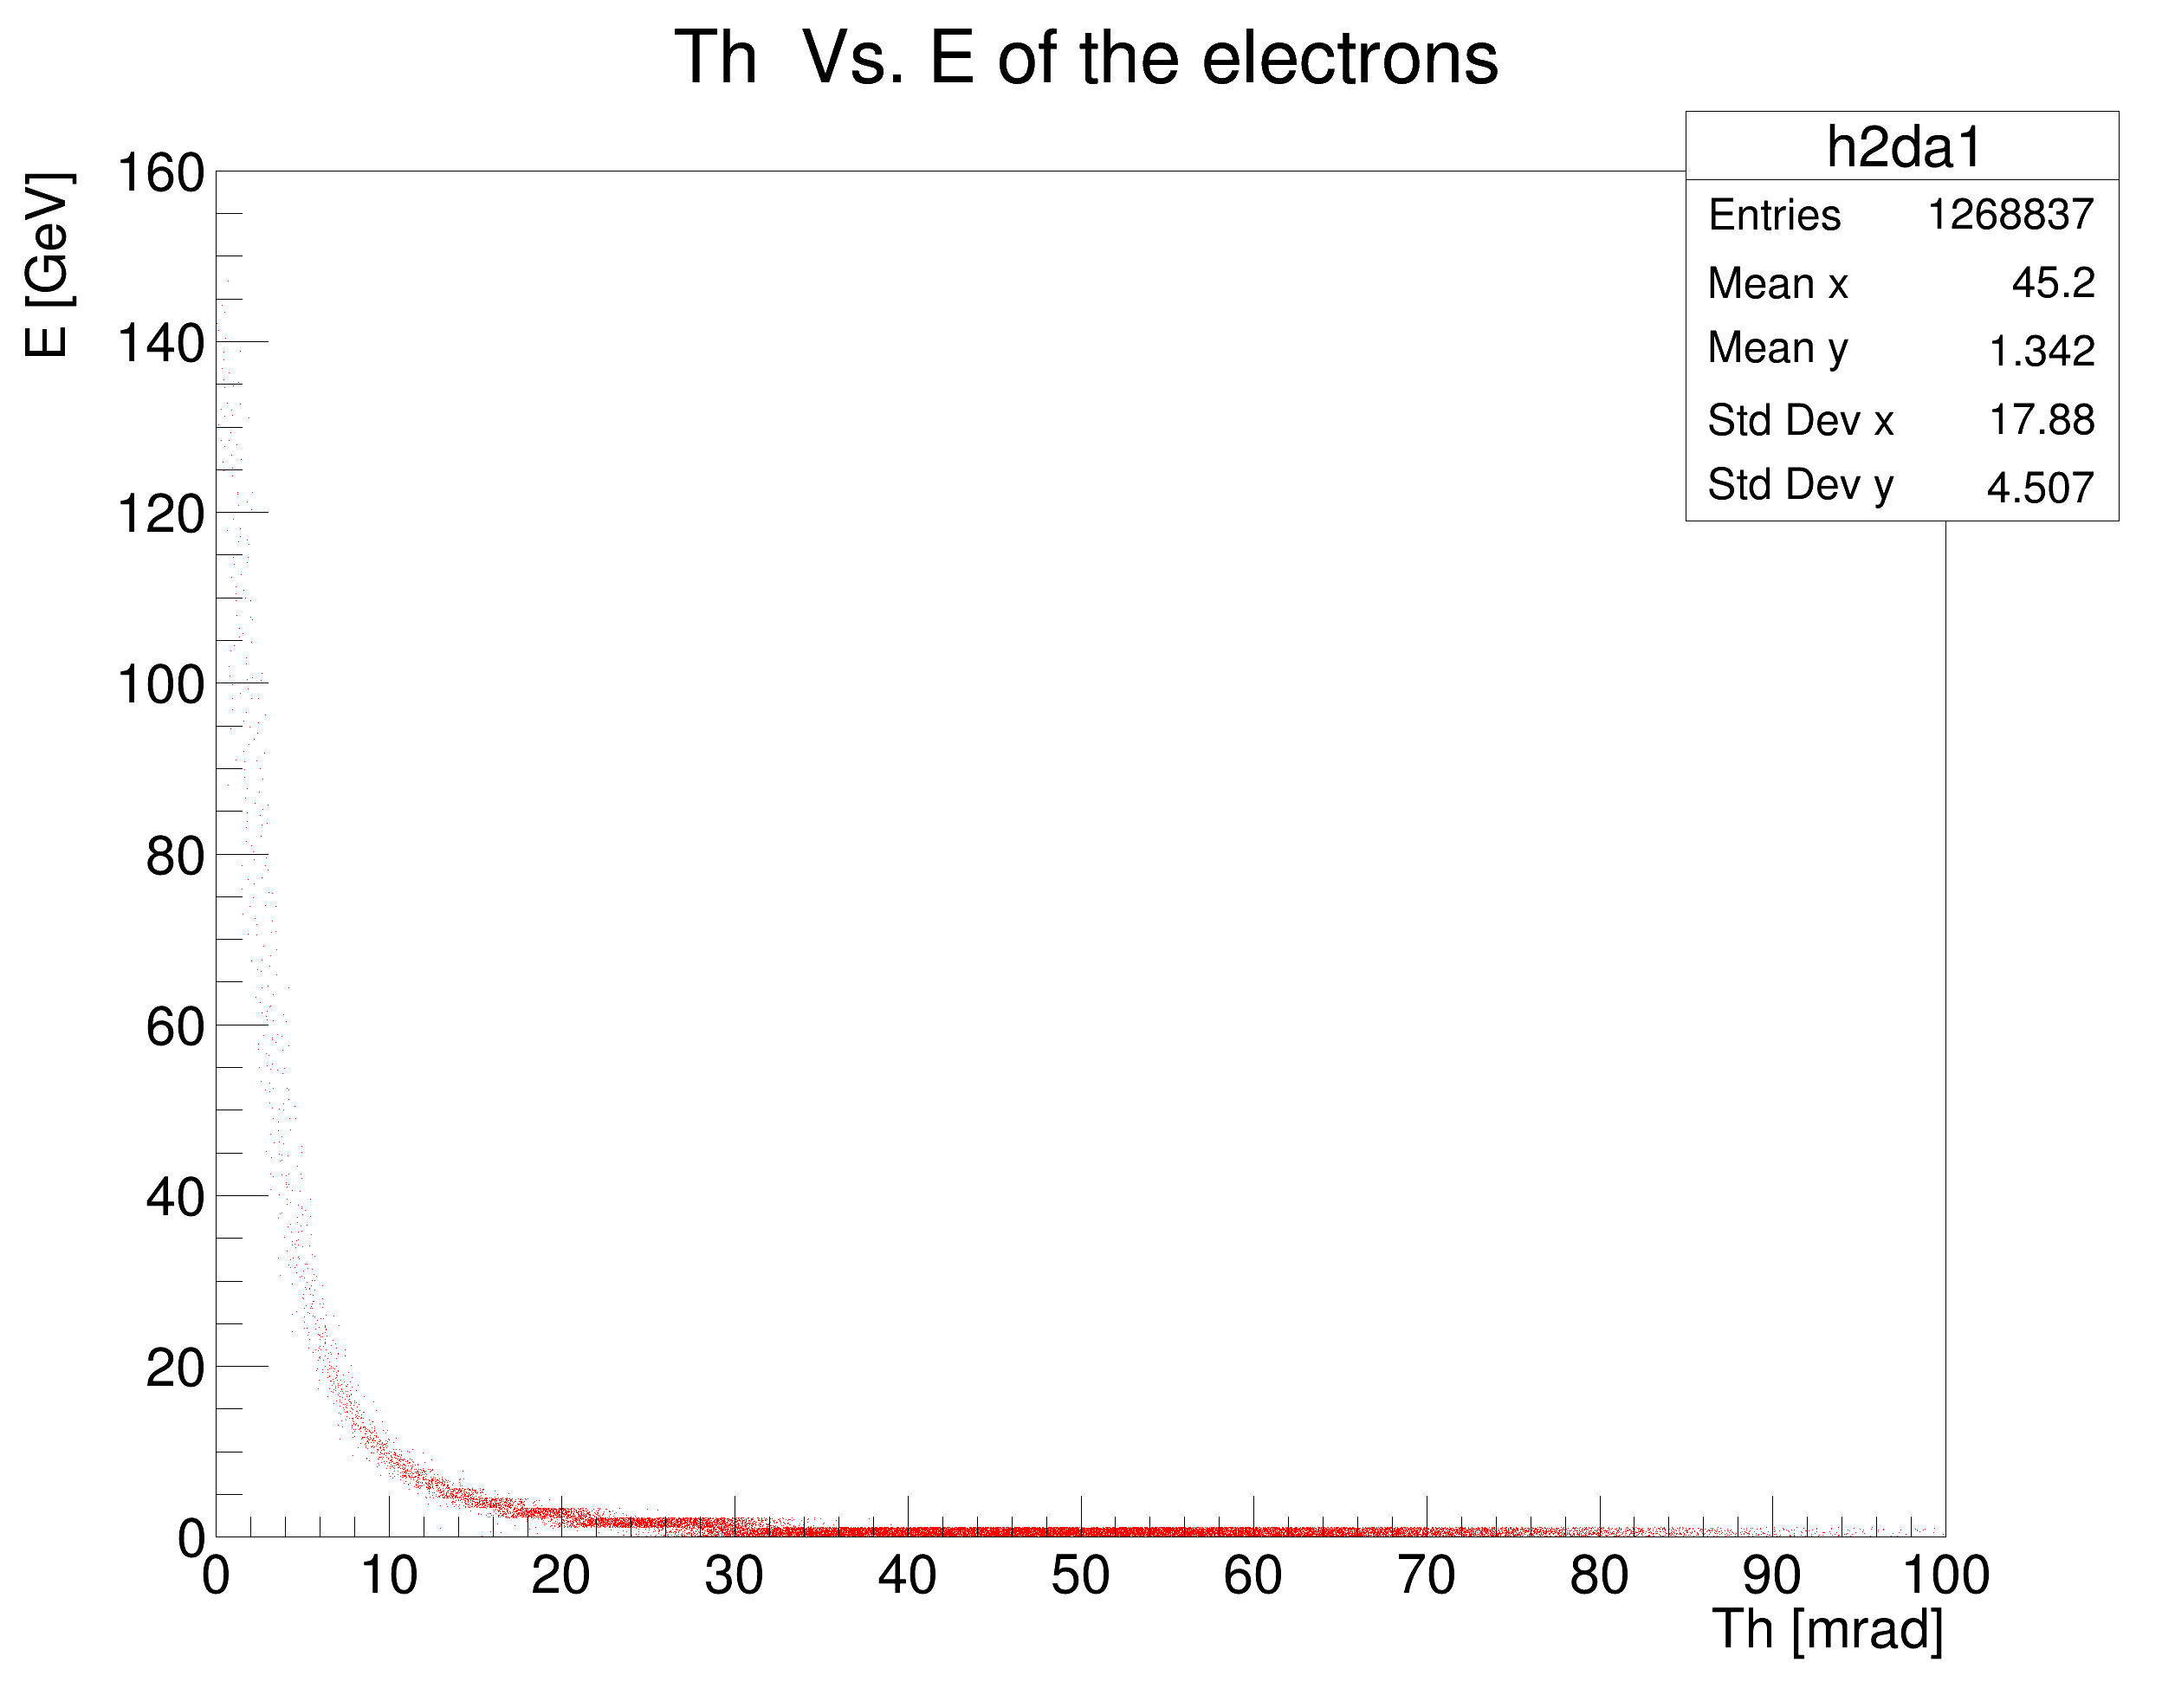 Th  Vs. E of the electrons
h2da1
Entries 1268837
Mean x 45.2
Mean y 1.342
Std Dev x 17.88
Std Dev y 4.507
E [GeV]
160
140
120
100
80
60
40
20
0
0 10 20 30 40 50 60 70 80 90 100
Th [mrad]